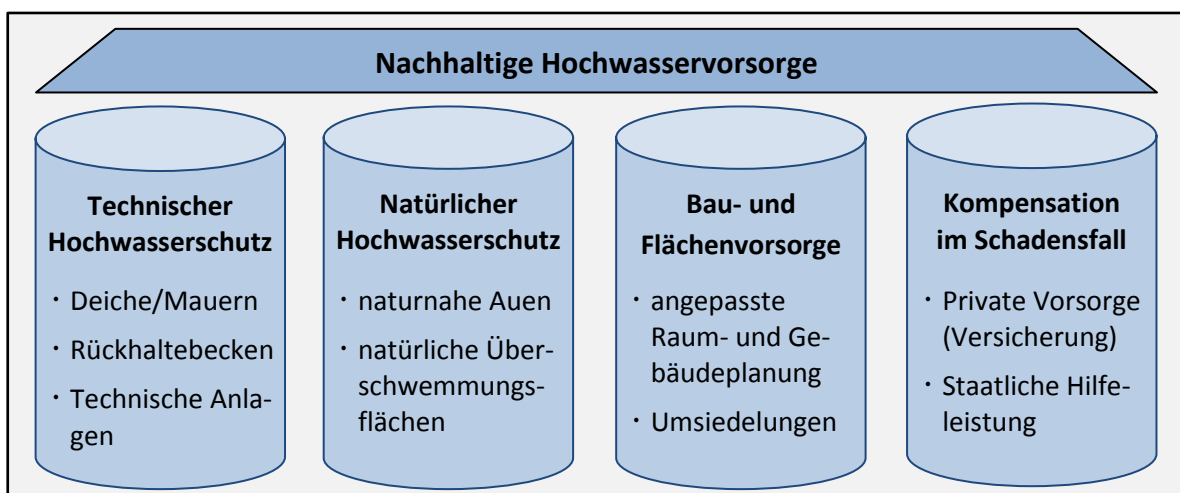 Nachhaltige Hochwasservorsorge
Technischer
Hochwasserschutz
· Deiche/Mauern
· Rückhaltebecken
· Technische Anla-
gen
Natürlicher
Hochwasserschutz
· naturnahe Auen
· natürliche Über-
schwemmungs-
flächen
Bau- und
Flächenvorsorge
· angepasste
Raum- und Ge-
bäudeplanung
· Umsiedelungen
Kompensation
im Schadensfall
· Private Vorsorge
(Versicherung)
· Staatliche Hilfe-
leistung